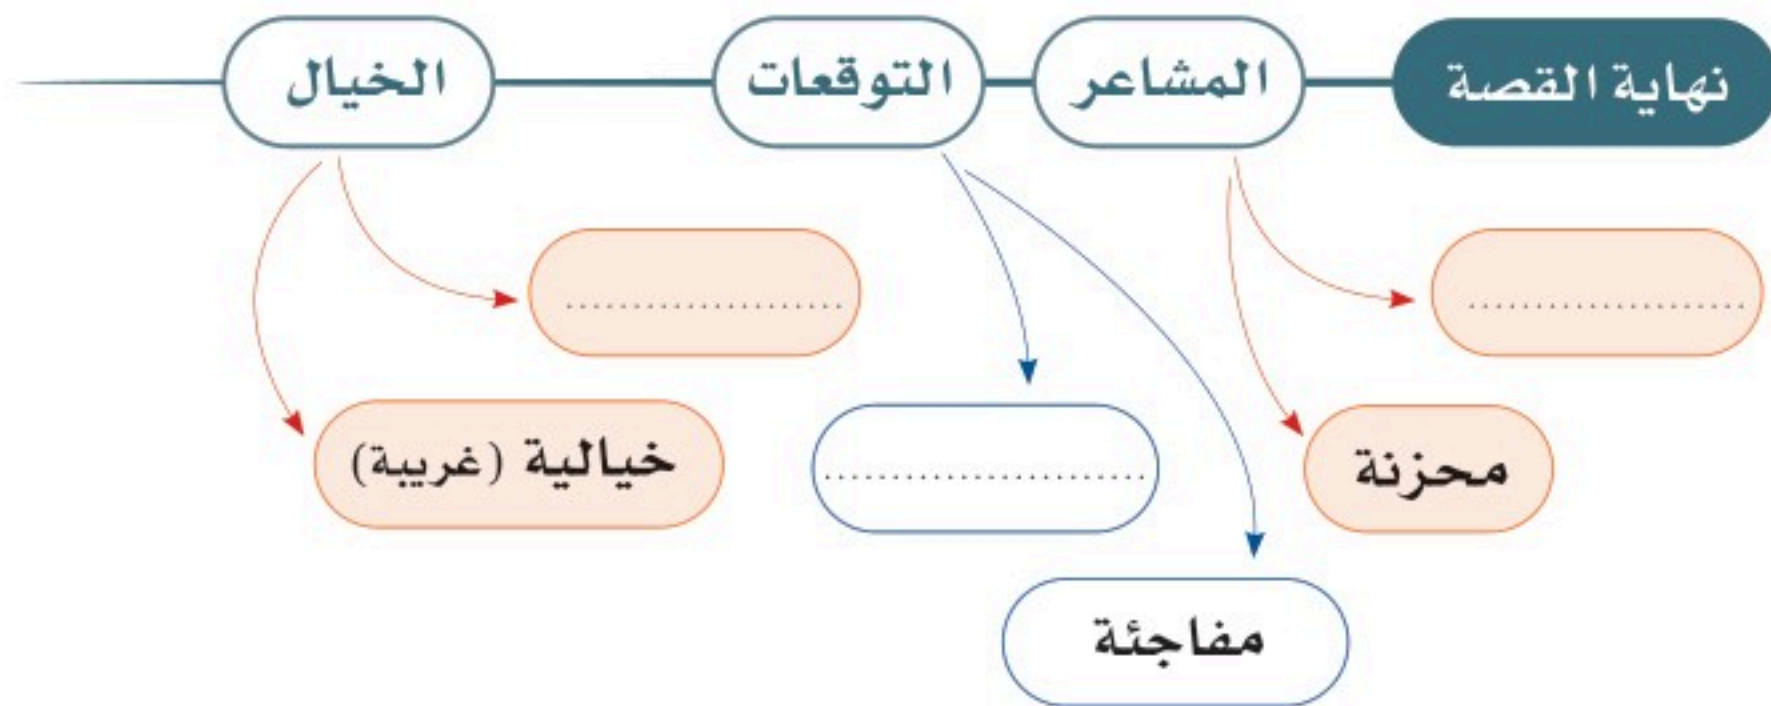 نهاية القصة
المشاعر
التوقعات
الخيال
....................
....................
محزنة
.......................
خيالية (غريبة)
مفاجئة